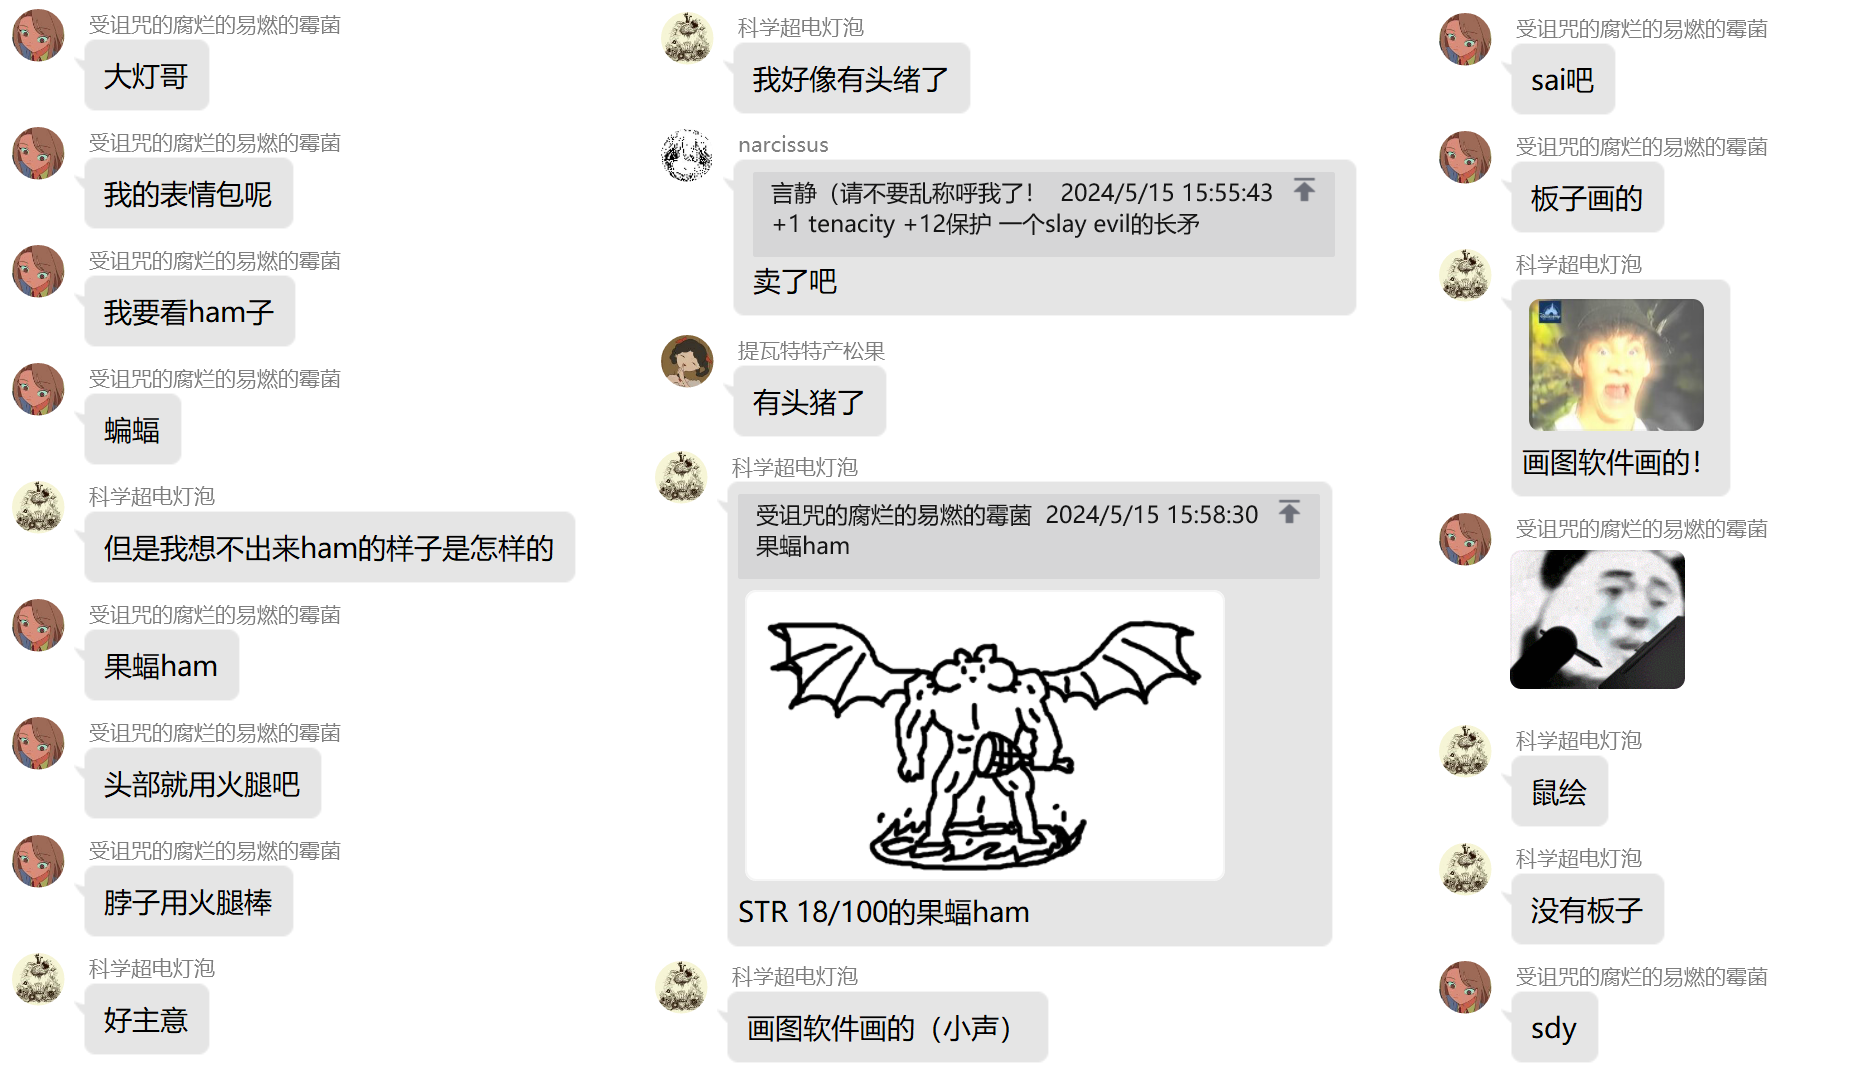 受诅咒的腐烂的易燃的霉菌
大灯哥
受诅咒的腐烂的易燃的霉菌
我的表情包呢
受诅咒的腐烂的易燃的霉菌
我要看ham子
受诅咒的腐烂的易燃的霉菌
蝙蝠
科学超电灯泡
但是我想不出来ham的样子是怎样的
受诅咒的腐烂的易燃的霉菌
果蝠ham
受诅咒的腐烂的易燃的霉菌
头部就用火腿吧
受诅咒的腐烂的易燃的霉菌
脖子用火腿棒
科学超电灯泡
好主意
科学超电灯泡
我好像有头绪了
narcissus
言静（请不要乱称呼我了！ 2024/5/15 15:55:43
+1 tenacity +12保护 一个slay evil的长矛
卖了吧
提瓦特特产松果
有头猪了
科学超电灯泡
受诅咒的腐烂的易燃的霉菌 2024/5/15 15:58:30
果蝠ham
STR 18/100的果蝠ham
科学超电灯泡
画图软件画的（小声）
受诅咒的腐烂的易燃的霉菌
sai吧
受诅咒的腐烂的易燃的霉菌
板子画的
科学超电灯泡
画图软件画的！
受诅咒的腐烂的易燃的霉菌
科学超电灯泡
鼠绘
科学超电灯泡
没有板子
受诅咒的腐烂的易燃的霉菌
sdy